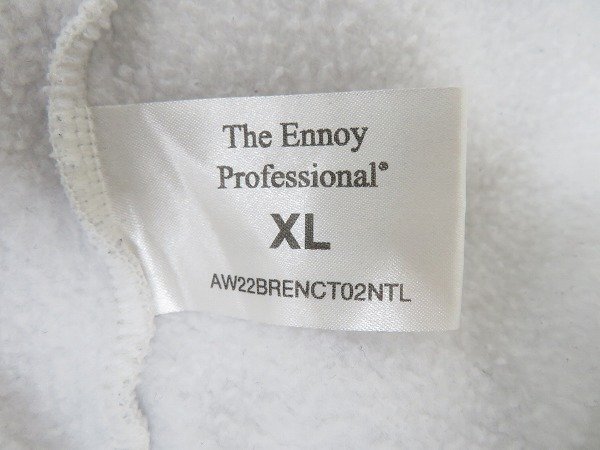 The Ennoy
Professional®
XL
AW22BRENCT02NTL